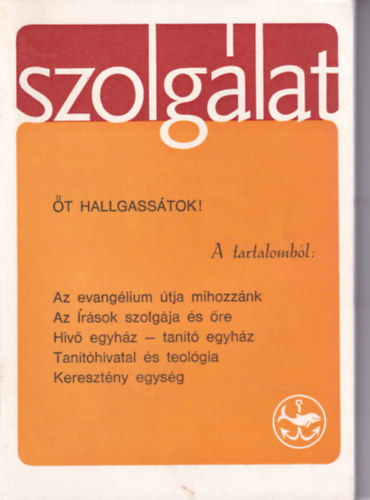 szolgálat
ŐT HALLGASSÁTOK!
A tartalomból:
Az evangélium útja mihozzánk
Az Írások szolgája és őre
Hivő egyház — tanító egyház
Tanítóhivatal és teológia
Keresztény egység